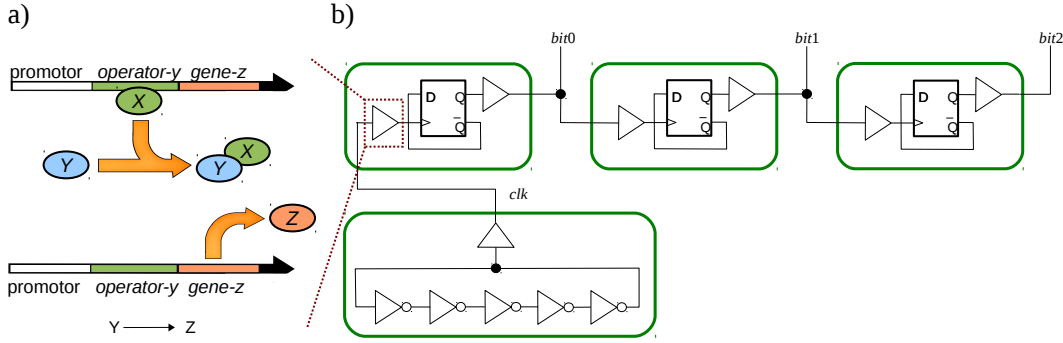 a)
promotor operator-y gene-z
X
Y
Y X
Z
promotor operator-y gene-z
Y Z
b)
bit0 bit1 bit2
D Q D Q D Q
Q Q Q
clk